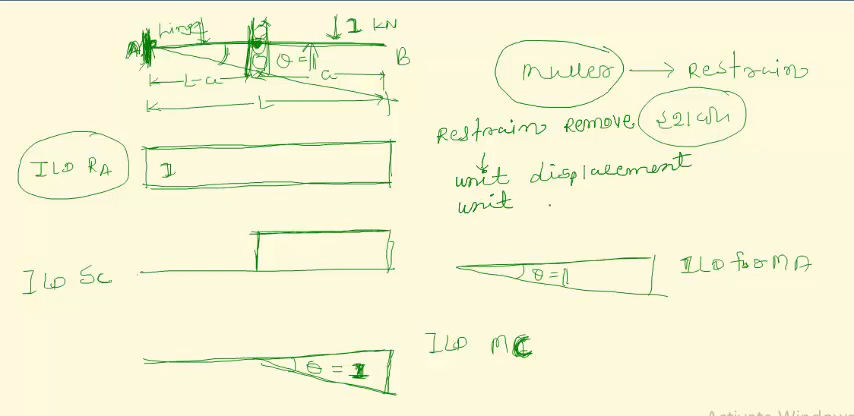 Hinge
1 KN
A
θ = 1
B
L-a
a
L
Muller → Restrain
Restrain Remove
unit displacement
unit
ILD RA
1
ILD SC
θ = 1
ILD for MA
ILD MC
θ = 1